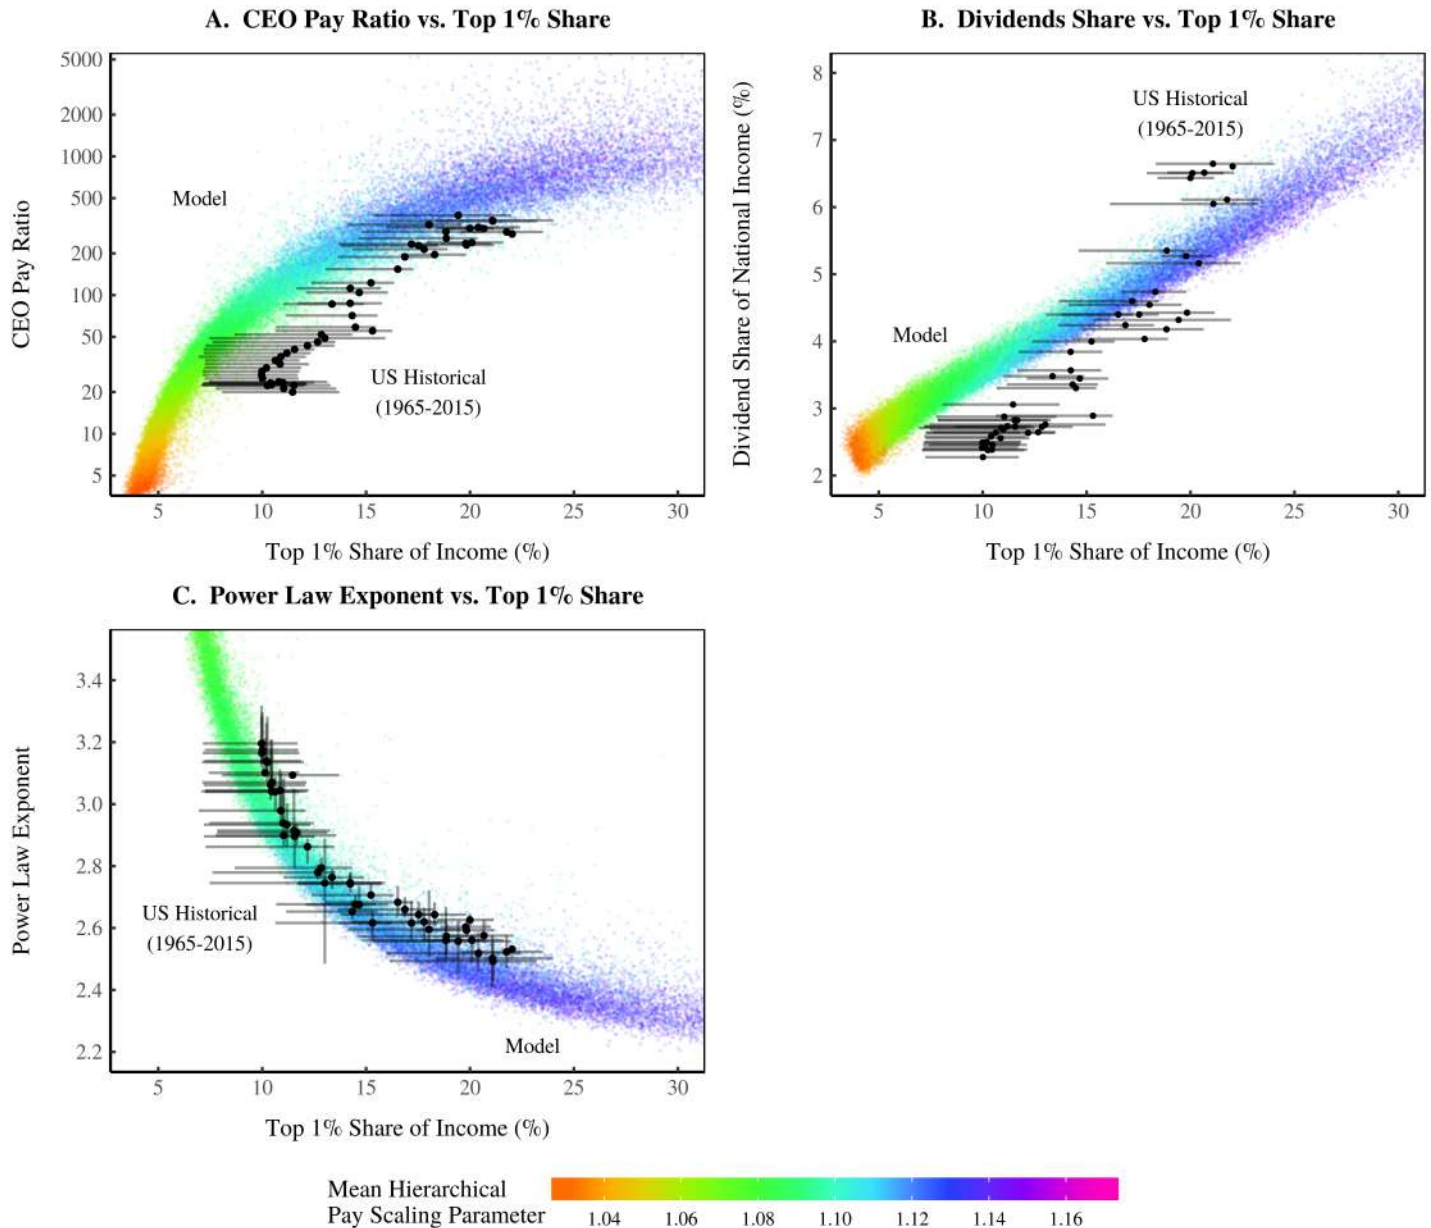 A. CEO Pay Ratio vs. Top 1% Share
5000
2000
1000
500
200
100
50
20
10
5
CEO Pay Ratio
Model
US Historical
(1965-2015)
5 10 15 20 25 30
Top 1% Share of Income (%)
B. Dividends Share vs. Top 1% Share
8
7
6
5
4
3
2
Dividend Share of National Income (%)
US Historical
(1965-2015)
Model
5 10 15 20 25 30
Top 1% Share of Income (%)
C. Power Law Exponent vs. Top 1% Share
3.4
3.2
3.0
2.8
2.6
2.4
2.2
Power Law Exponent
US Historical
(1965-2015)
Model
5 10 15 20 25 30
Top 1% Share of Income (%)
Mean Hierarchical
Pay Scaling Parameter
1.04 1.06 1.08 1.10 1.12 1.14 1.16